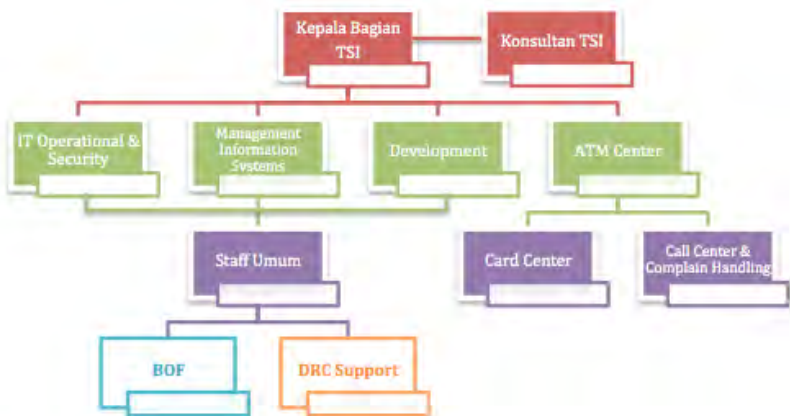 Kepala Bagian
TSI
Konsultan TSI
IT Operational &
Security
Management
Information
Systems
Development
ATM Center
Staff Umum
Card Center
Call Center &
Complain Handling
BOF
DRC Support